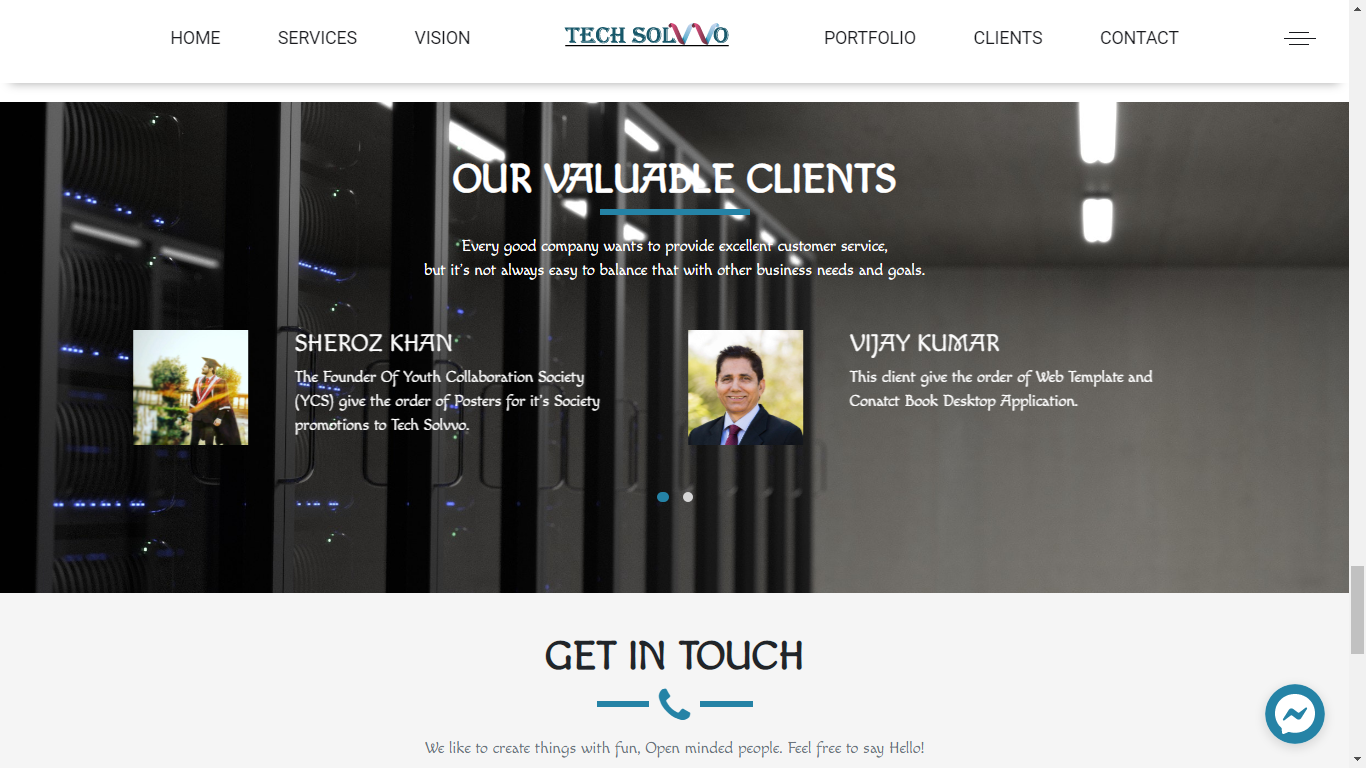 HOME SERVICES VISION TECH SOLVVO PORTFOLIO CLIENTS CONTACT
OUR VALUABLE CLIENTS
Every good company wants to provide excellent customer service,
but it's not always easy to balance that with other business needs and goals.
SHEROZ KHAN
The Founder Of Youth Collaboration Society
(YCS) give the order of Posters for it's Society
promotions to Tech Solvvo.
VIJAY KUMAR
This client give the order of Web Template and
Conatct Book Desktop Application.
GET IN TOUCH
We like to create things with fun, Open minded people. Feel free to say Hello!